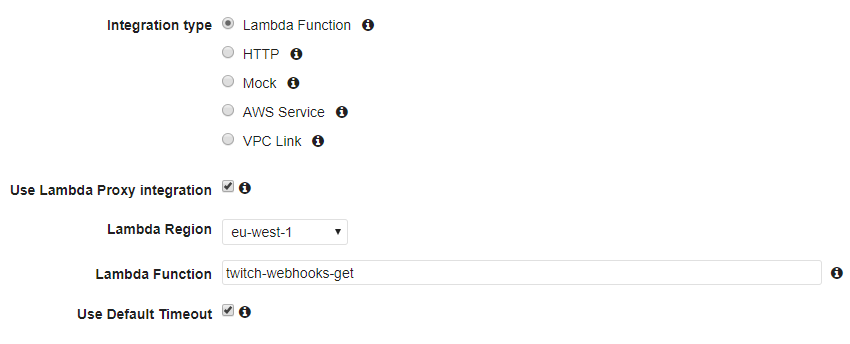 Integration type Lambda Function
HTTP
Mock
AWS Service
VPC Link
Use Lambda Proxy integration
Lambda Region eu-west-1
Lambda Function twitch-webhooks-get
Use Default Timeout